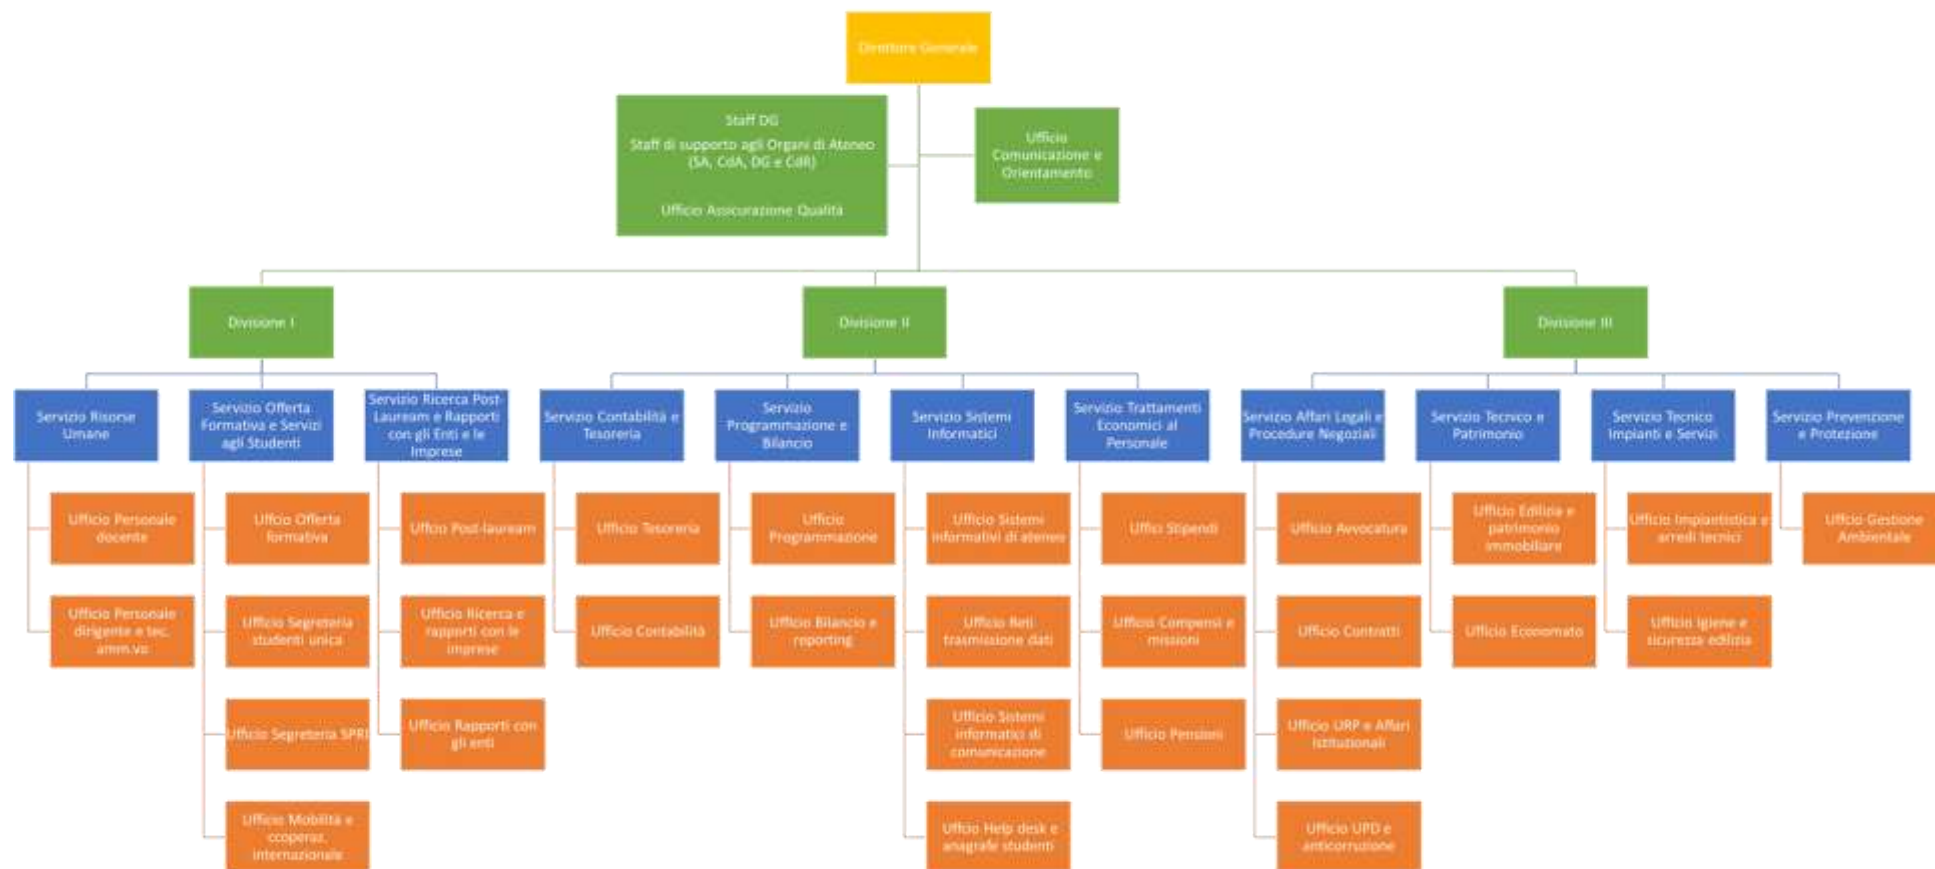 Direttore Generale
Staff DG
Staff di supporto agli Organi di Ateneo
(SA, CdA, DG e CdR)
Ufficio Assicurazione Qualità
Ufficio
Comunicazione e
Orientamento
Divisione I
Divisione II
Divisione III
Servizio Risorse
Umane
Servizio Offerta
Formativa e Servizi
agli Studenti
Servizio Ricerca Post-
Lauream e Rapporti
con gli Enti e le
Imprese
Servizio Contabilità e
Tesoreria
Servizio
Programmazione e
Bilancio
Servizio Sistemi
Informatici
Servizio Trattamenti
Economici al
Personale
Servizio Affari Legali e
Procedure Negoziali
Servizio Tecnico e
Patrimonio
Servizio Tecnico
Impianti e Servizi
Servizio Prevenzione
e Protezione
Ufficio Personale
docente
Uffcio Offerta
formativa
Uffcio Post-lauream
Ufficio Tesoreria
Ufficio
Programmazione
Ufficio Sistemi
informativi di ateneo
Uffici Stipendi
Ufficio Avvocatura
Ufficio Edilizia e
patrimonio
immobiliare
Ufficio Impiantistica e
arredi tecnici
Uffcio Gestione
Ambientale
Ufficio Personale
dirigente e tec.
amm.vo
Ufficio Segreteria
studenti unica
Ufficio Ricerca e
rapporti con le
imprese
Ufficio Contabilità
Ufficio Bilancio e
reporting
Ufficio Reti
trasmissione dati
Ufficio Compensi e
missioni
Ufficio Contratti
Ufficio Economato
Ufficio Igiene e
sicurezza edilizia
Ufficio Segreteria SPRI
Ufficio Rapporti con
gli enti
Ufficio Sistemi
informatici di
comunicazione
Ufficio Pensioni
Ufficio URP e Affari
Istituzionali
Ufficio Mobilità e
ccoperaz.
internazionale
Uffcio Help desk e
anagrafe studenti
Ufficio UPD e
anticorruzione